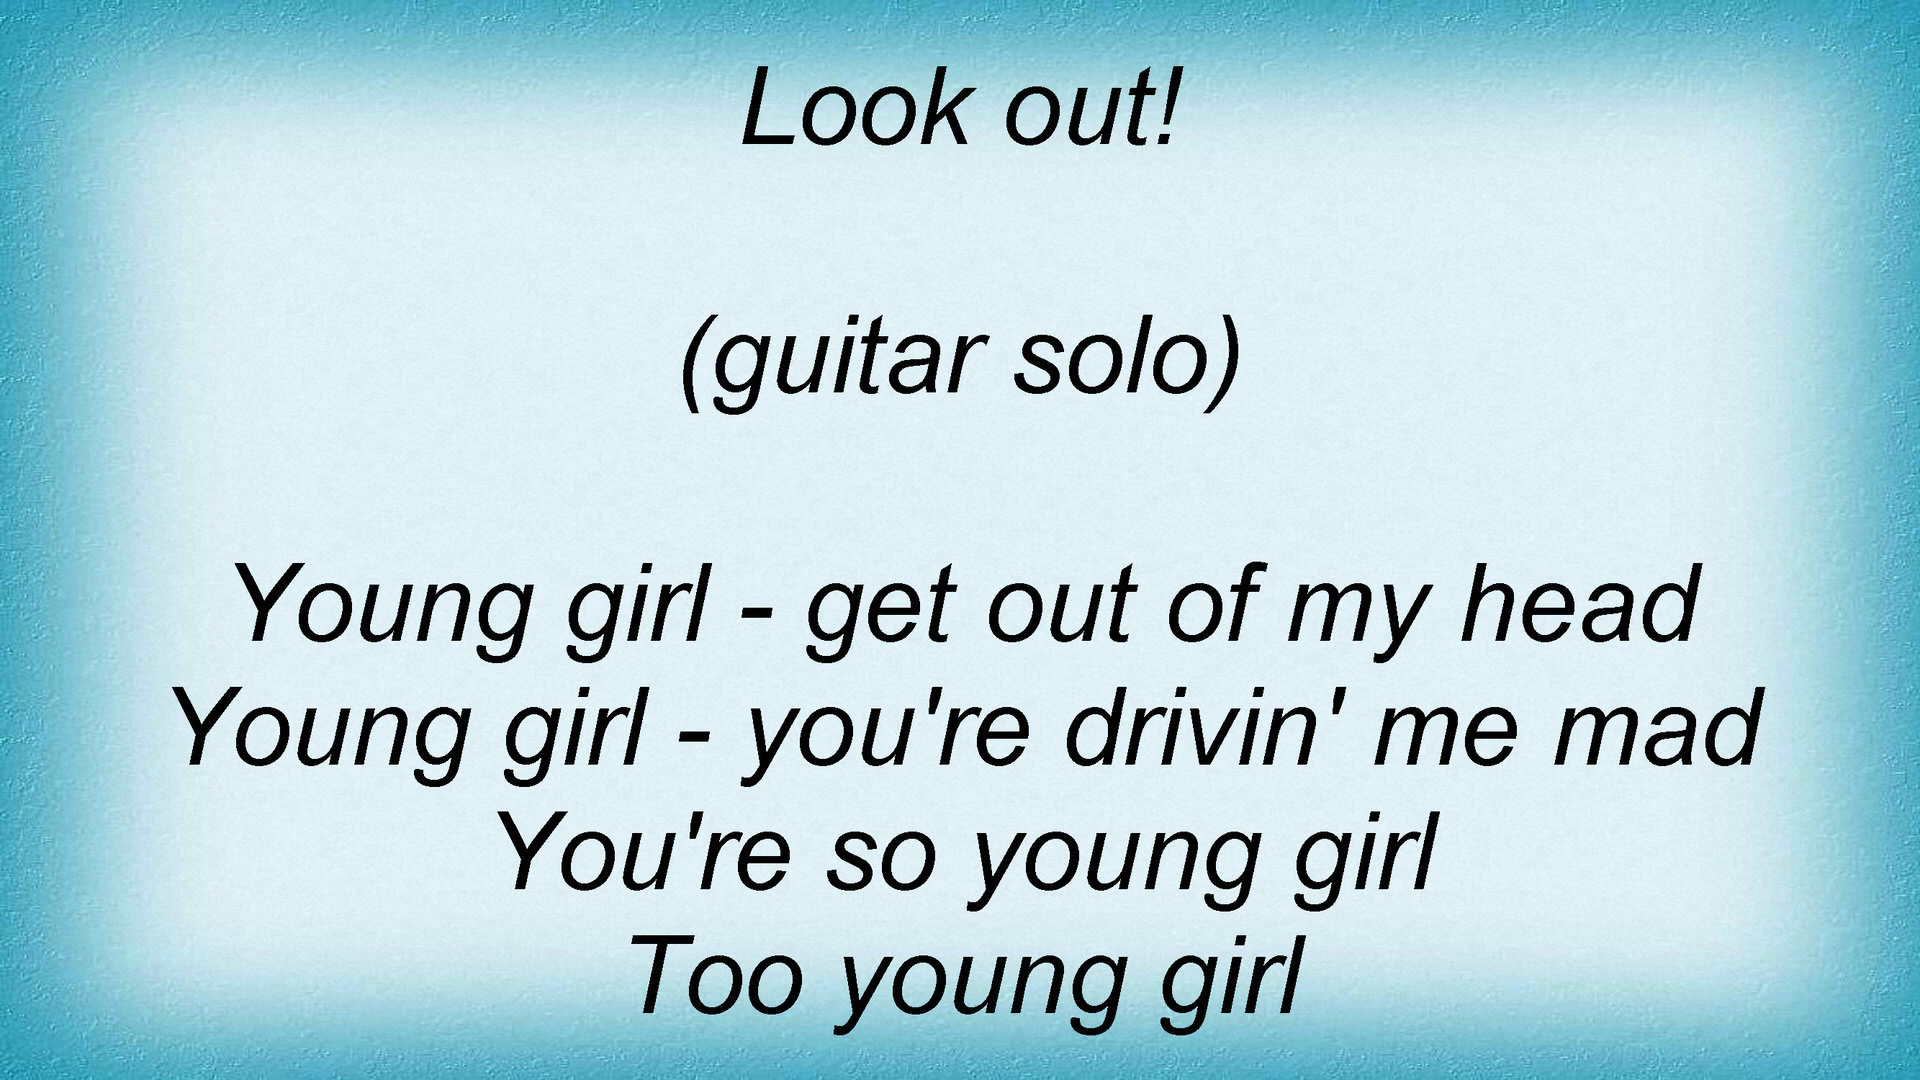 Look out!
(guitar solo)
Young girl - get out of my head
Young girl - you're drivin' me mad
You're so young girl
Too young girl